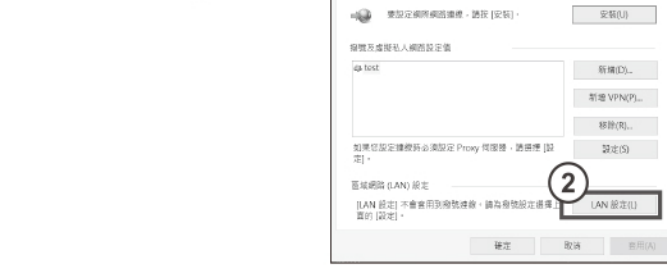 要設定網際網路連線，請按 [安裝]。
安裝(U)
撥號及虛擬私人網路設定值
test
新增(D)...
新增 VPN(P)...
移除(R)...
如果您設定連線時必須設定 Proxy 伺服器，請選擇 [設
定]。
設定(S)
區域網路 (LAN) 設定
2
[LAN 設定] 不會套用到撥號連線。請為撥號設定選擇上
面的 [設定]。
LAN 設定(L)
確定
取消
套用(A)